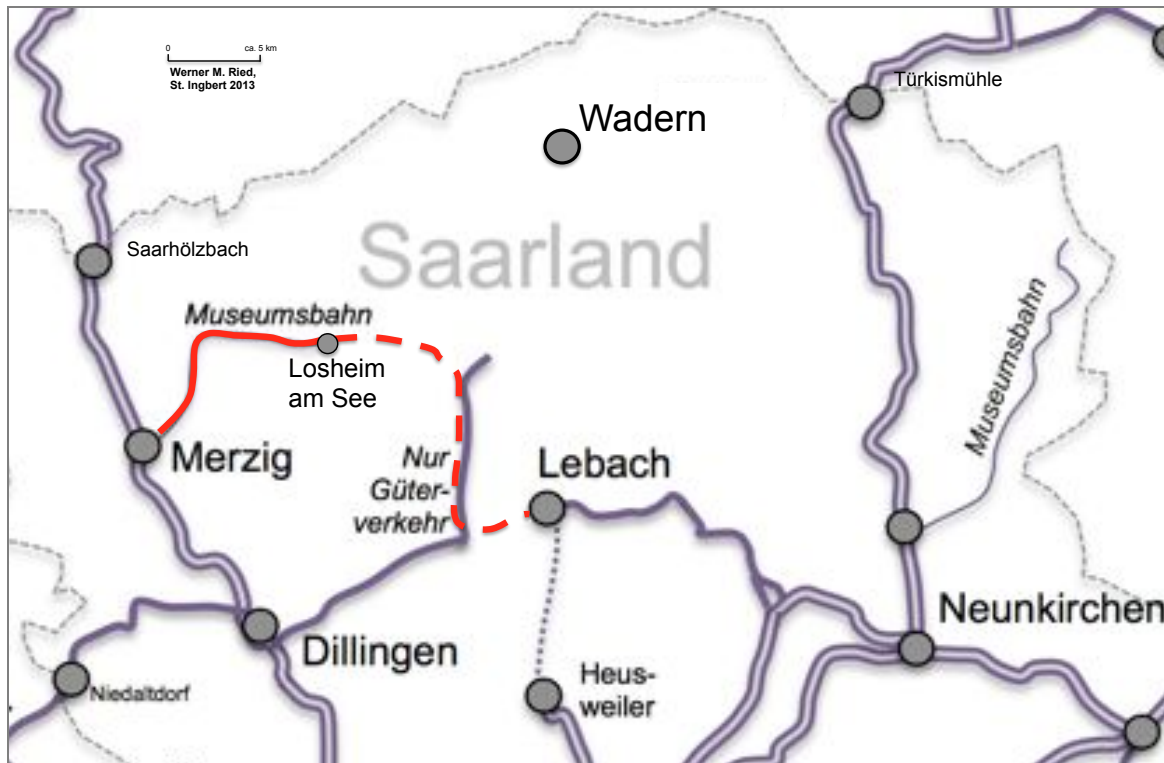 0 ca. 5 km
Werner M. Ried,
St. Ingbert 2013
Türkismühle
Wadern
Saarland
Saarhölzbach
Museumsbahn
Losheim
am See
Museumsbahn
Merzig
Nur
Güter-
verkehr
Lebach
Neunkirchen
Dillingen
Heus-
weiler
Niedaltdorf